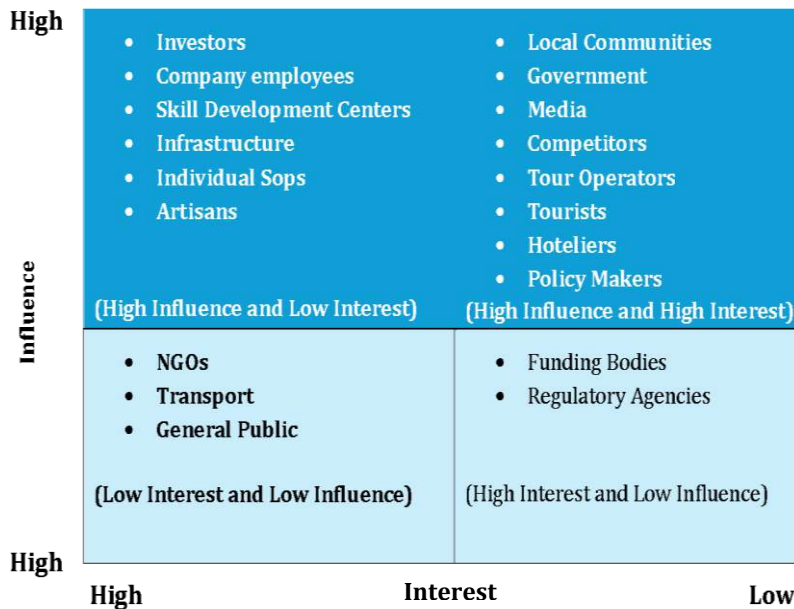 High
• Investors
• Company employees
• Skill Development Centers
• Infrastructure
• Individual Sops
• Artisans
(High Influence and Low Interest)
• Local Communities
• Government
• Media
• Competitors
• Tour Operators
• Tourists
• Hoteliers
• Policy Makers
(High Influence and High Interest)
Influence
• NGOs
• Transport
• General Public
(Low Interest and Low Influence)
• Funding Bodies
• Regulatory Agencies
(High Interest and Low Influence)
High
High
Interest
Low